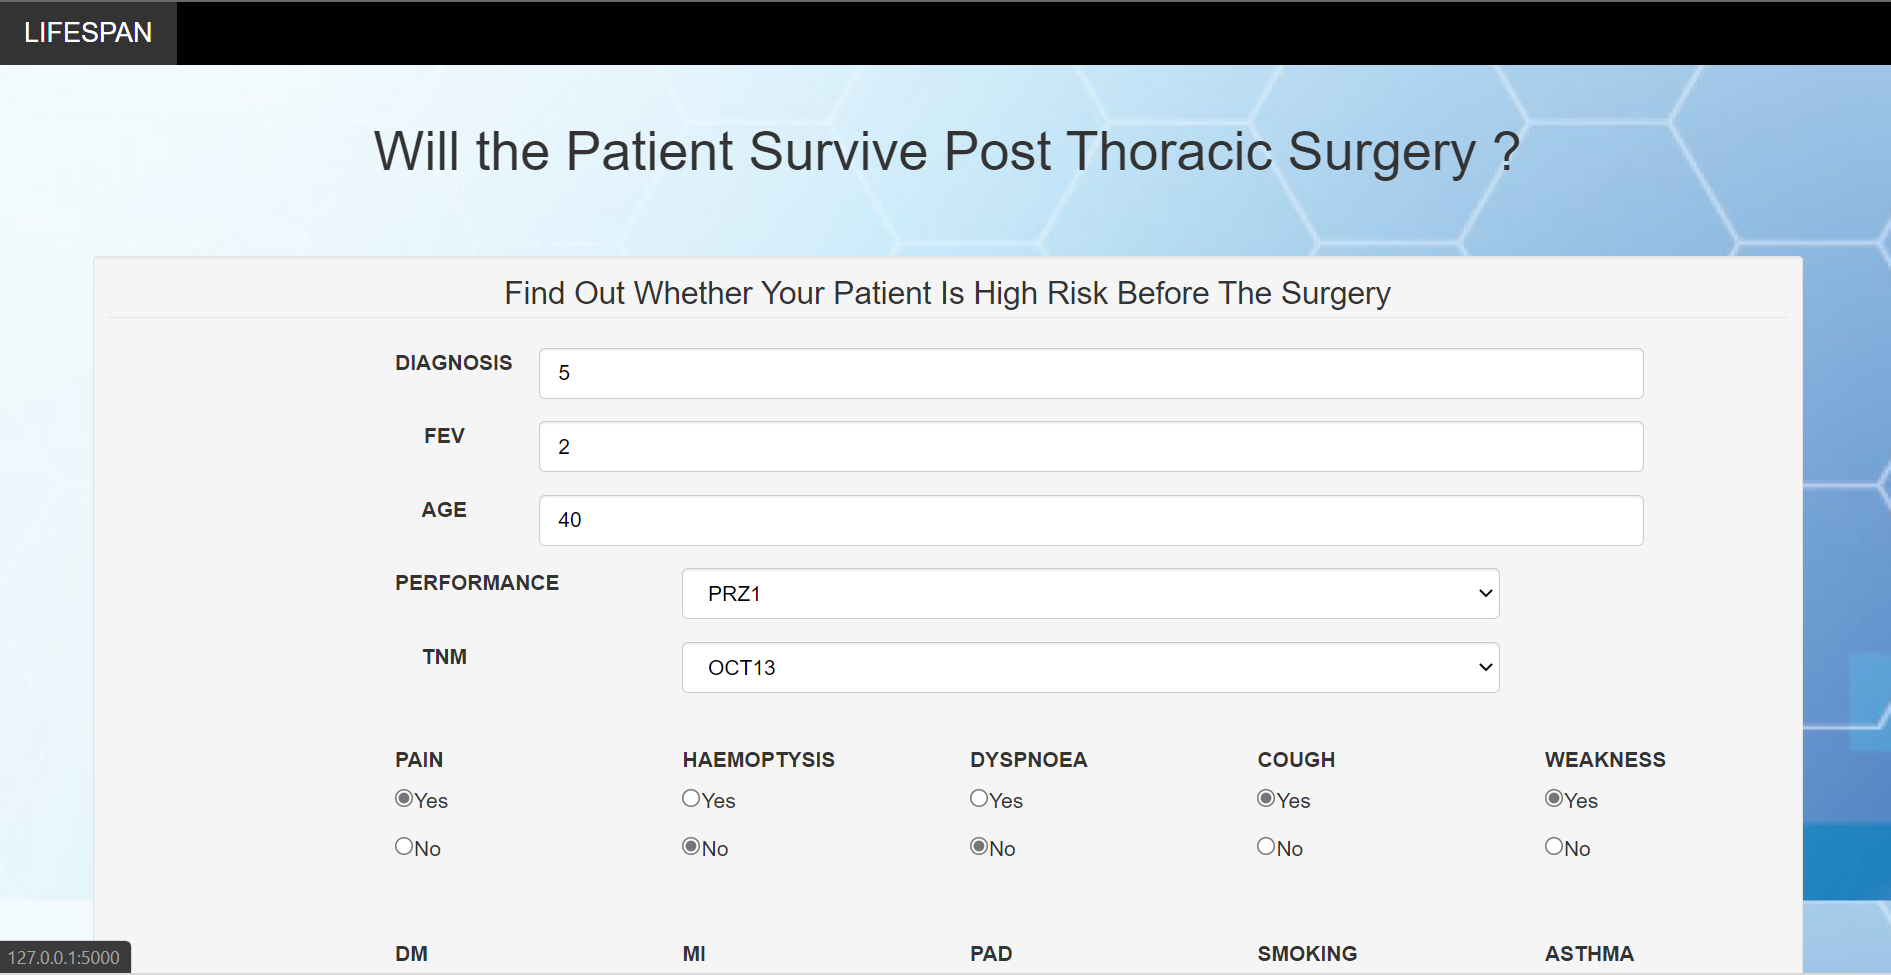 LIFESPAN
Will the Patient Survive Post Thoracic Surgery ?
Find Out Whether Your Patient Is High Risk Before The Surgery
DIAGNOSIS 5
FEV 2
AGE 40
PERFORMANCE PRZ1
TNM OCT13
PAIN HAEMOPTYSIS DYSPNOEA COUGH WEAKNESS
Yes Yes Yes Yes Yes
No No No No No
DM MI PAD SMOKING ASTHMA
127.0.0.1:5000